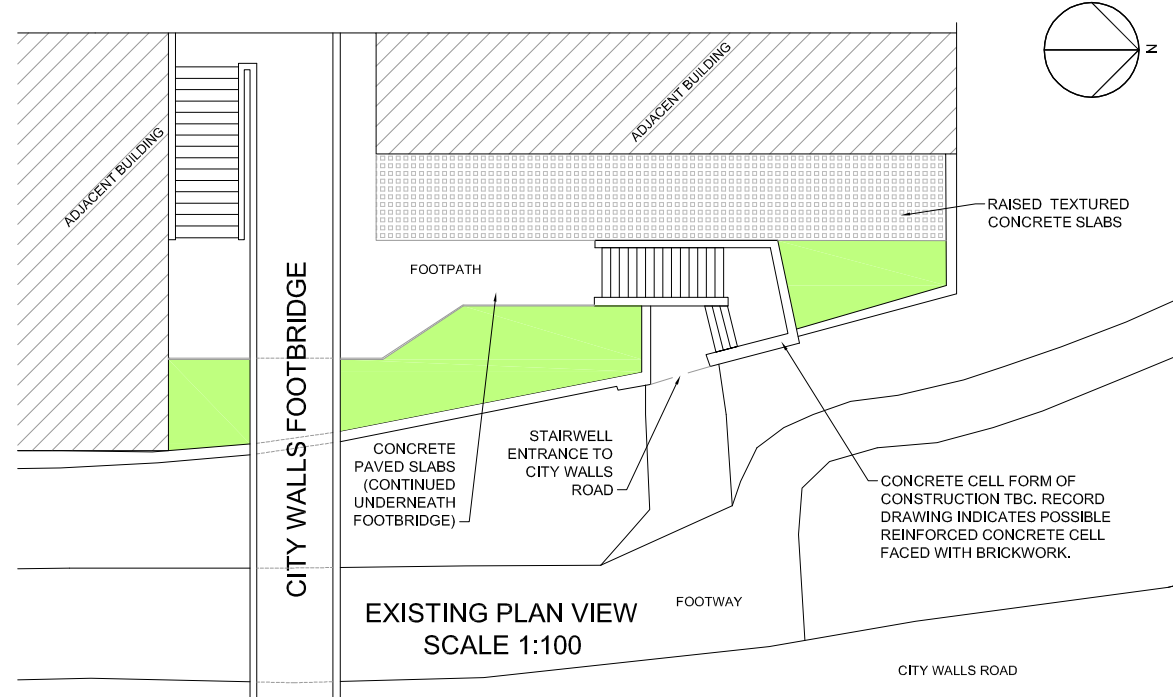 N
ADJACENT BUILDING
ADJACENT BUILDING
RAISED TEXTURED
CONCRETE SLABS
FOOTPATH
CITY WALLS FOOTBRIDGE
CONCRETE
PAVED SLABS
(CONTINUED
UNDERNEATH
FOOTBRIDGE)
STAIRWELL
ENTRANCE TO
CITY WALLS
ROAD
CONCRETE CELL FORM OF
CONSTRUCTION TBC. RECORD
DRAWING INDICATES POSSIBLE
REINFORCED CONCRETE CELL
FACED WITH BRICKWORK.
EXISTING PLAN VIEW
SCALE 1:100
FOOTWAY
CITY WALLS ROAD